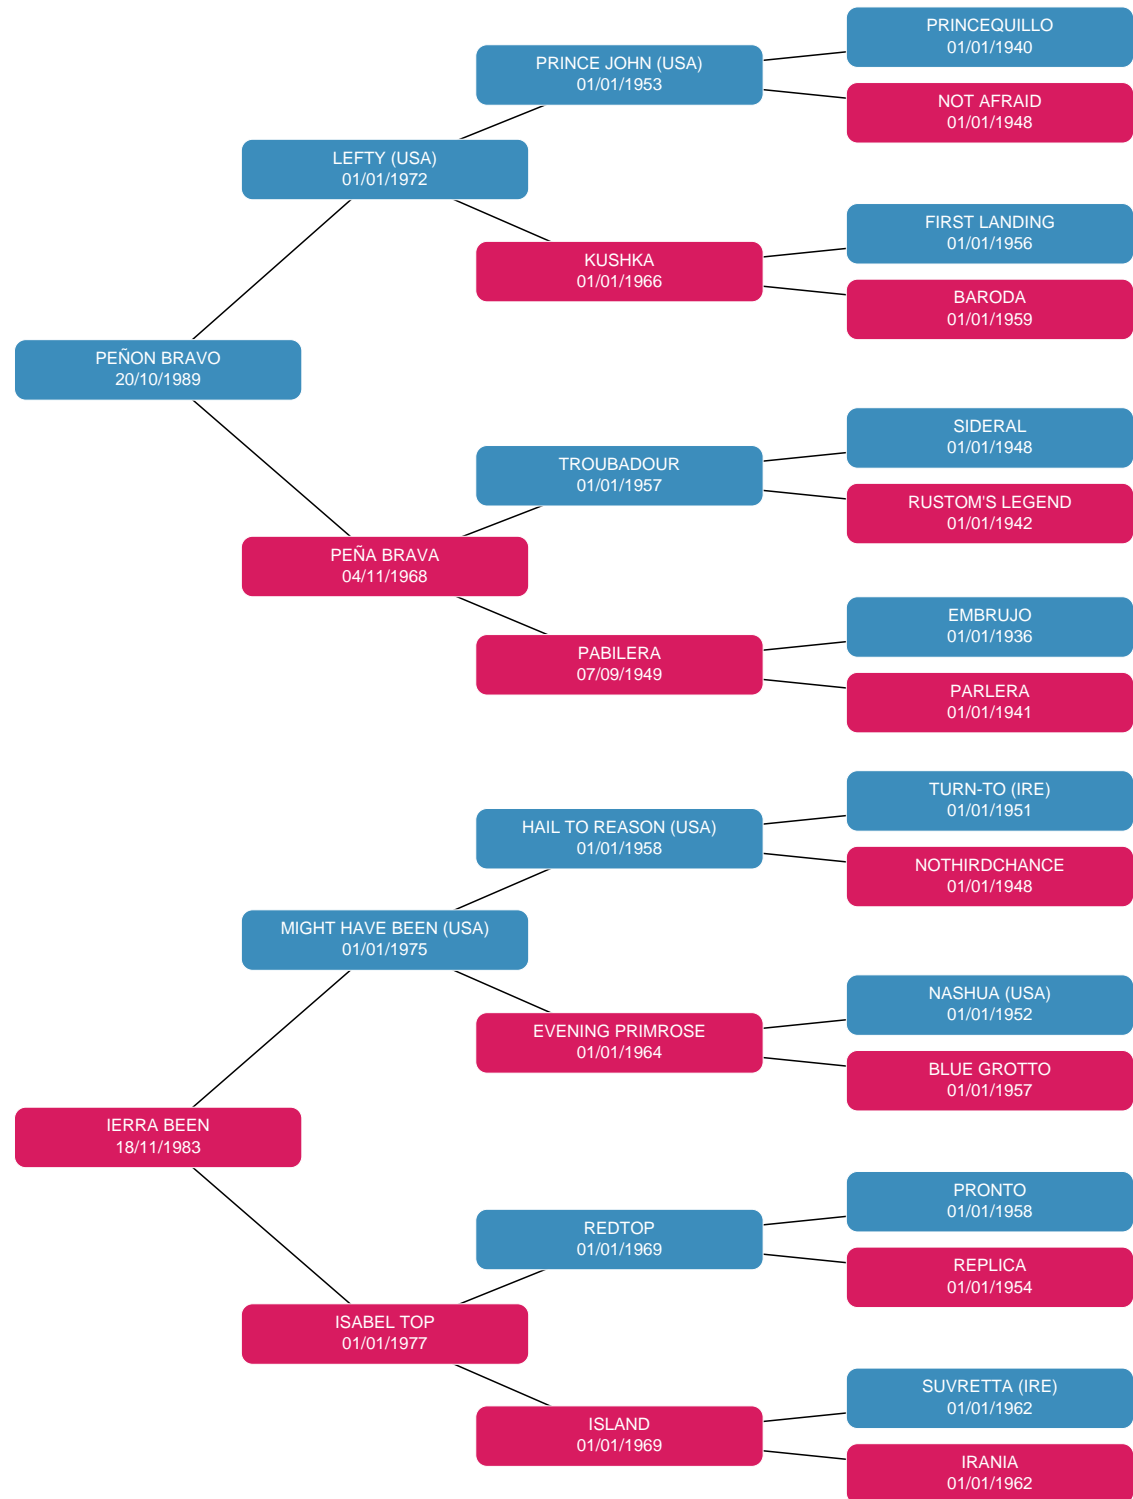 PRINCEQUILLO
01/01/1940
PRINCE JOHN (USA)
01/01/1953
NOT AFRAID
01/01/1948
LEFTY (USA)
01/01/1972
FIRST LANDING
01/01/1956
KUSHKA
01/01/1966
BARODA
01/01/1959
PEÑON BRAVO
20/10/1989
SIDERAL
01/01/1948
TROUBADOUR
01/01/1957
RUSTOM'S LEGEND
01/01/1942
PEÑA BRAVA
04/11/1968
EMBRUJO
01/01/1936
PABILERA
07/09/1949
PARLERA
01/01/1941
TURN-TO (IRE)
01/01/1951
HAIL TO REASON (USA)
01/01/1958
NOTHIRDCHANCE
01/01/1948
MIGHT HAVE BEEN (USA)
01/01/1975
NASHUA (USA)
01/01/1952
EVENING PRIMROSE
01/01/1964
BLUE GROTTO
01/01/1957
IERRA BEEN
18/11/1983
PRONTO
01/01/1958
REDTOP
01/01/1969
REPLICA
01/01/1954
ISABEL TOP
01/01/1977
SUVRETTA (IRE)
01/01/1962
ISLAND
01/01/1969
IRANIA
01/01/1962